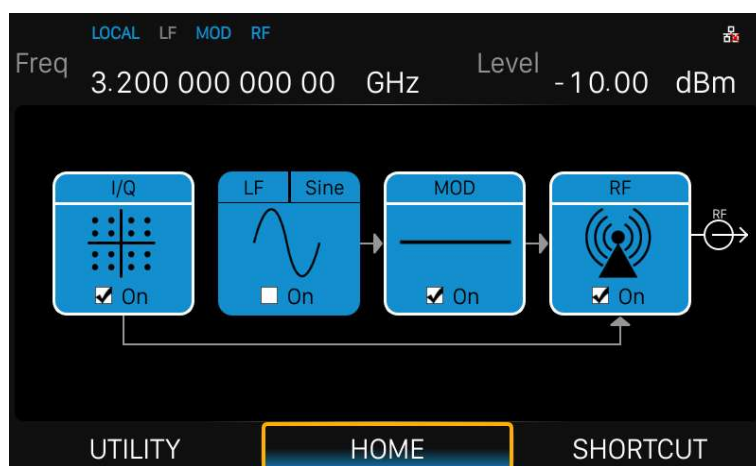 LOCAL LF MOD RF
Freq 3.200 000 000 00 GHz Level -10.00 dBm
I/Q LF Sine MOD RF
RF
On On On On
UTILITY HOME SHORTCUT